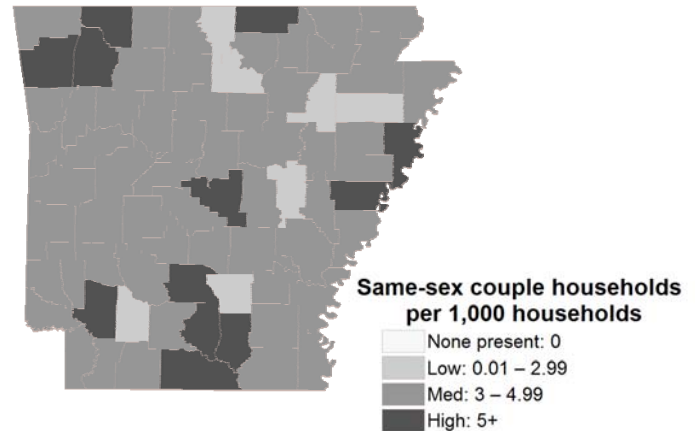 Same-sex couple households
per 1,000 households
None present: 0
Low: 0.01 – 2.99
Med: 3 – 4.99
High: 5+